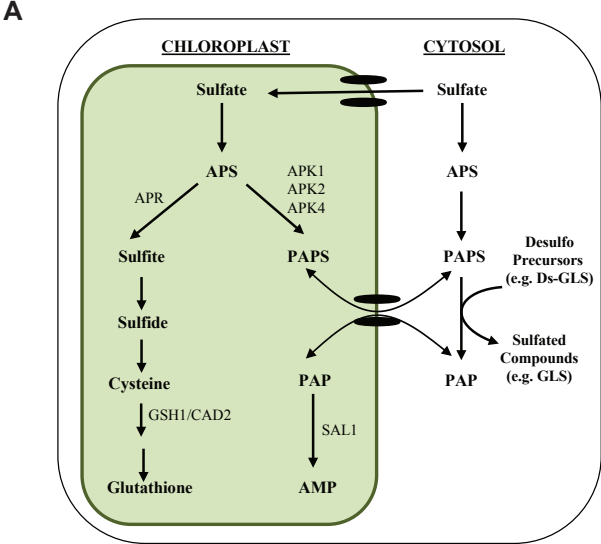 A
CHLOROPLAST
CYTOSOL
Sulfate
Sulfate
APS
APK1
APK2
APK4
APS
APR
Sulfite
PAPS
PAPS
Desulfo
Precursors
(e.g. Ds-GLS)
Sulfide
Sulfated
Compounds
(e.g. GLS)
Cysteine
PAP
PAP
GSH1/CAD2
SAL1
Glutathione
AMP